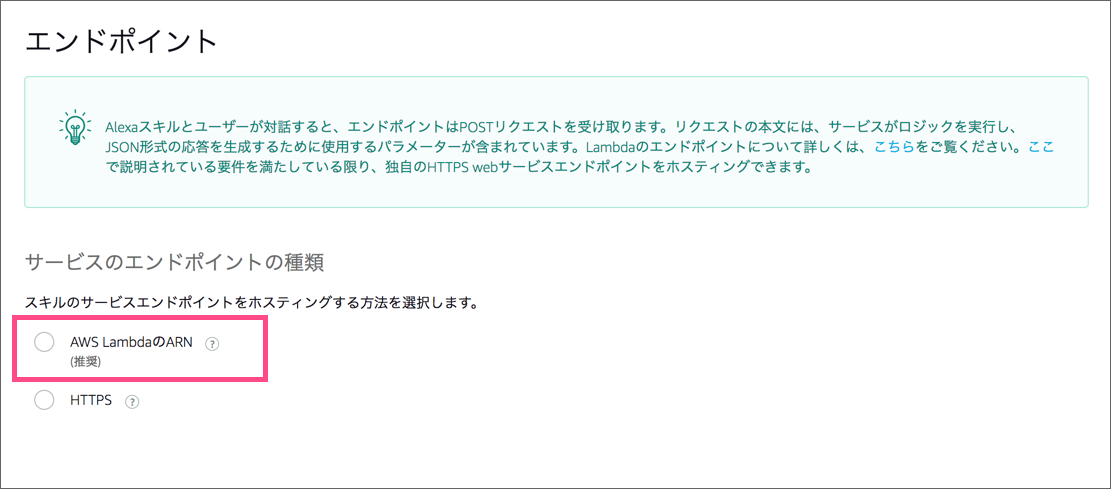 エンドポイント
Alexaスキルとユーザーが対話すると、エンドポイントはPOSTリクエストを受け取ります。リクエストの本文には、サービスがロジックを実行し、
JSON形式の応答を生成するために使用するパラメーターが含まれています。Lambdaのエンドポイントについて詳しくは、こちらをご覧ください。ここ
で説明されている要件を満たしている限り、独自のHTTPS webサービスエンドポイントをホスティングできます。
サービスのエンドポイントの種類
スキルのサービスエンドポイントをホスティングする方法を選択します。
AWS LambdaのARN ?
(推奨)
HTTPS ?